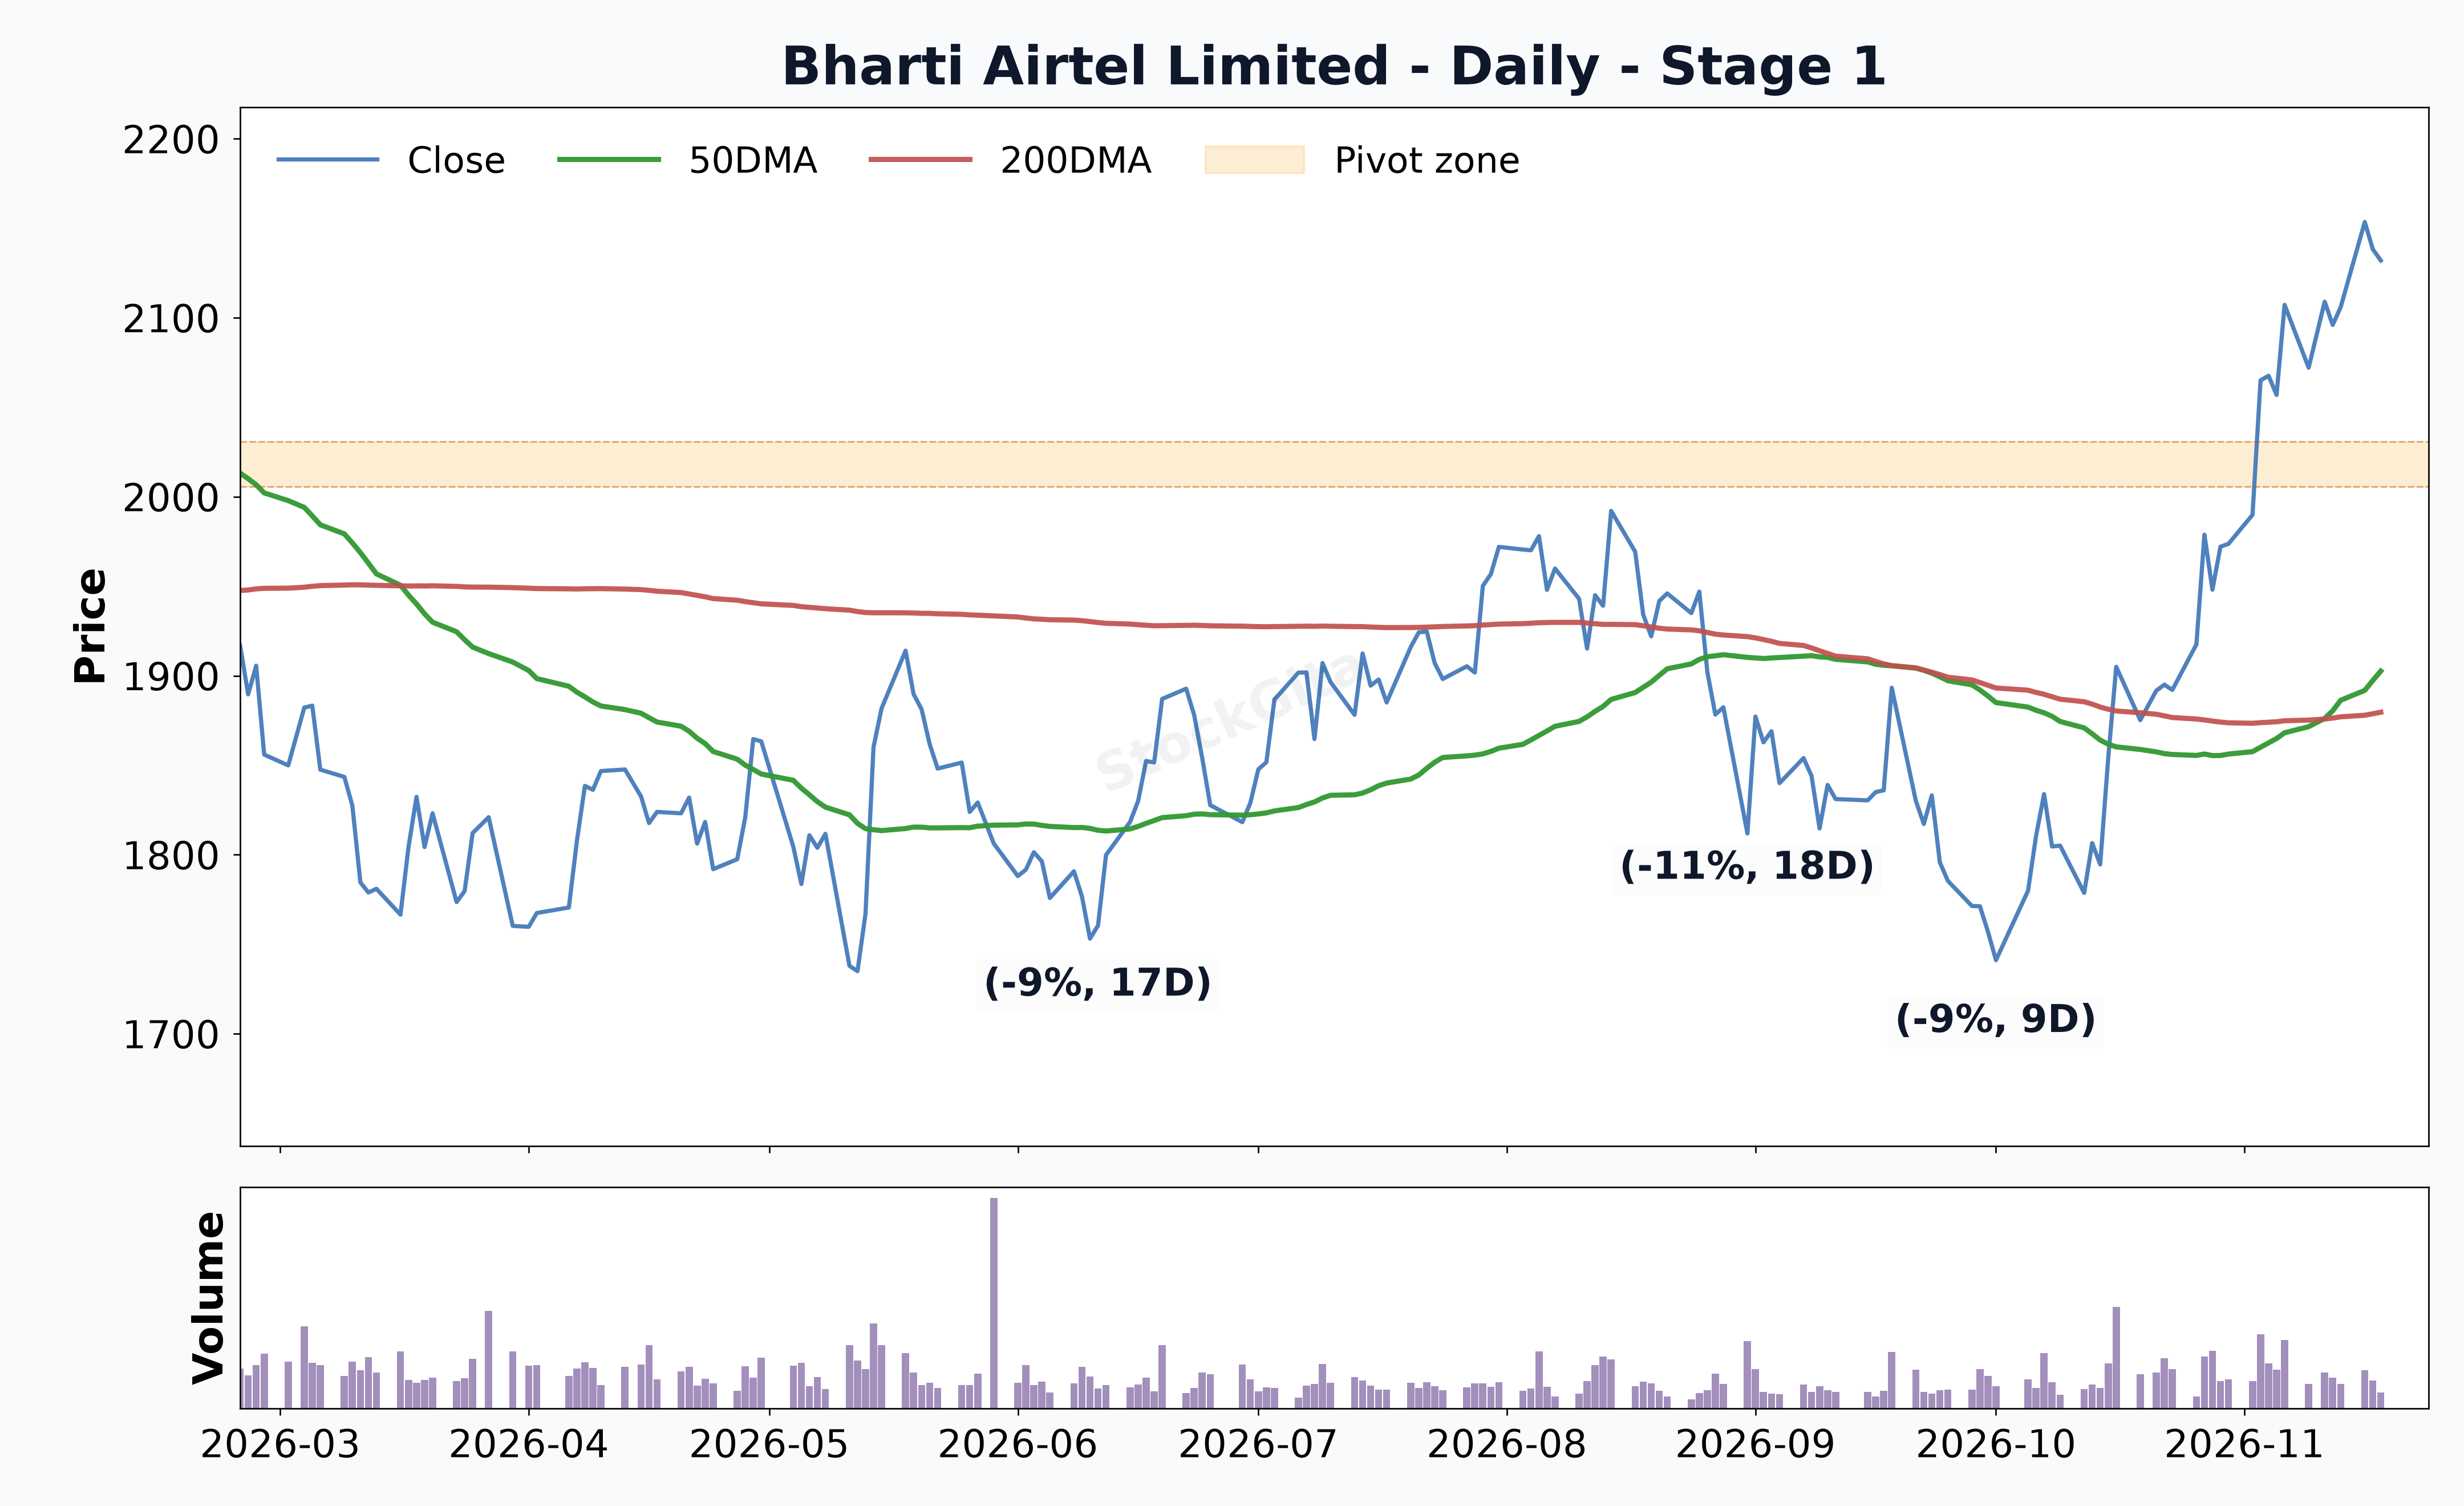 Bharti Airtel Limited - Daily - Stage 1
Close 50DMA 200DMA Pivot zone
Price
2200
2100
2000
1900
1800
1700
StockGita
(-9%, 17D)
(-11%, 18D)
(-9%, 9D)
Volume
2026-03 2026-04 2026-05 2026-06 2026-07 2026-08 2026-09 2026-10 2026-11